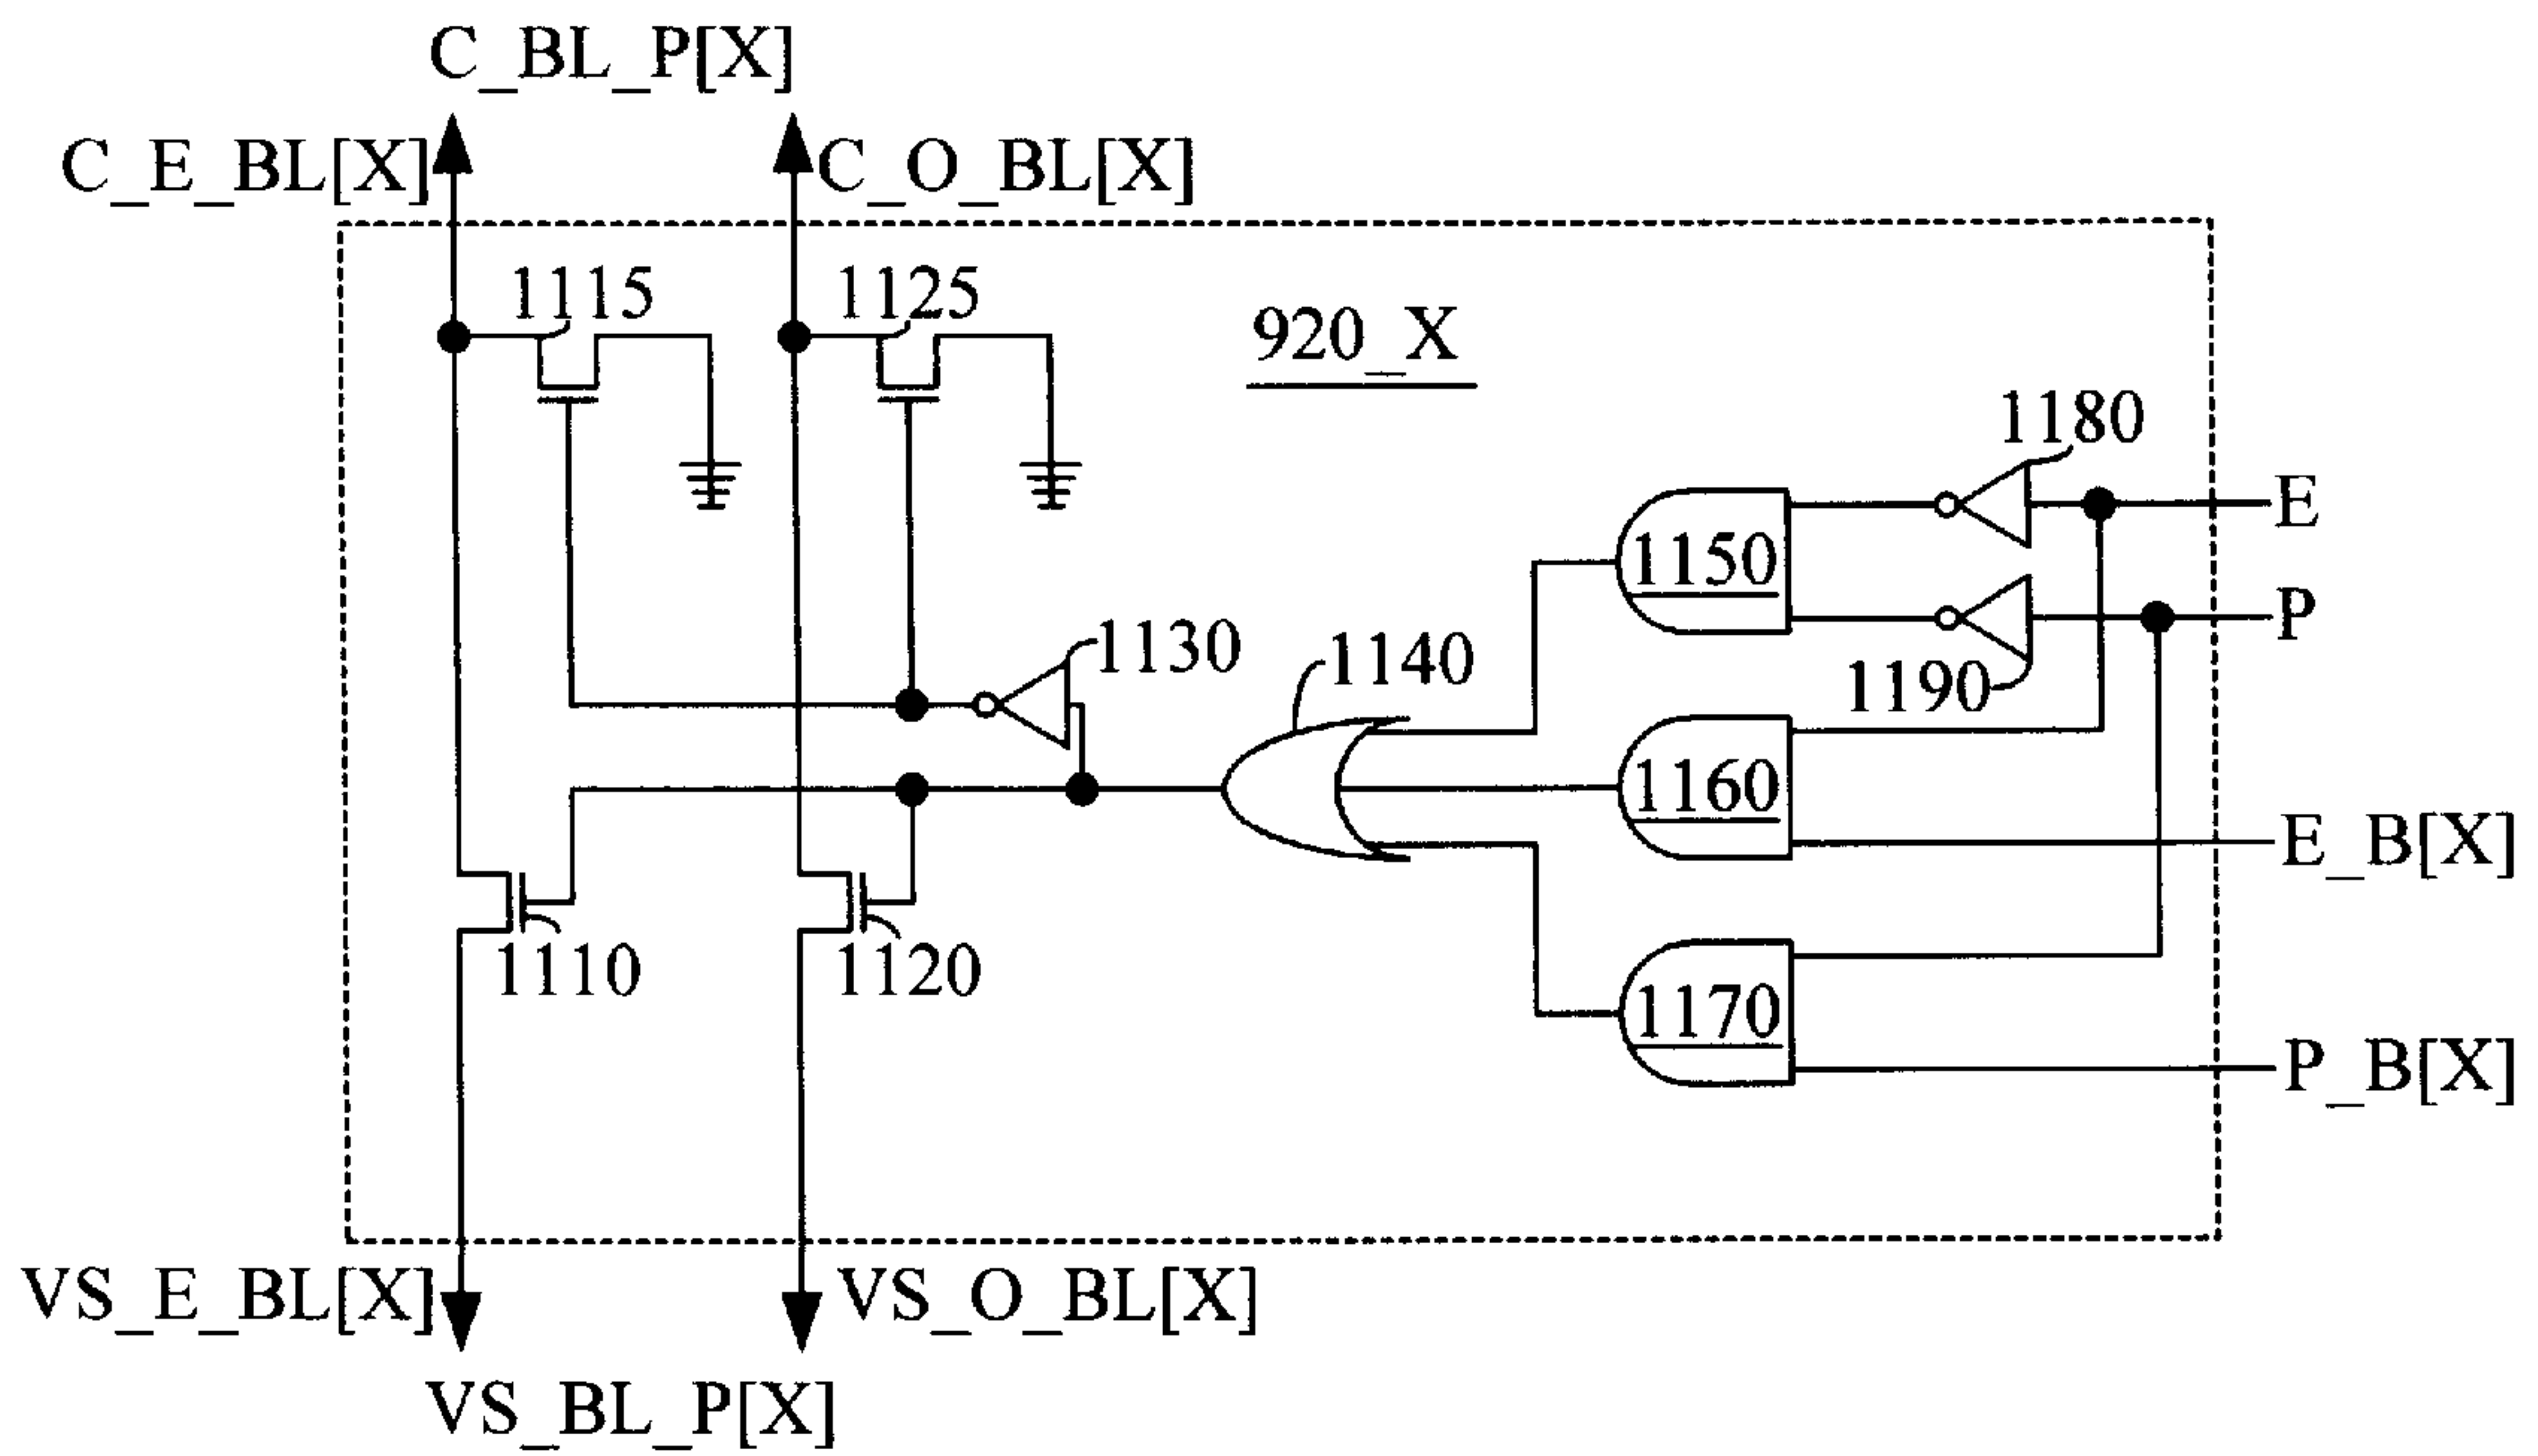 C_BL_P[X]
C_E_BL[X]
C_O_BL[X]
1115
1125
920_X
1180
E
1150
P
1130
1140
1190
1160
E_B[X]
1110
1120
1170
P_B[X]
VS_E_BL[X]
VS_O_BL[X]
VS_BL_P[X]